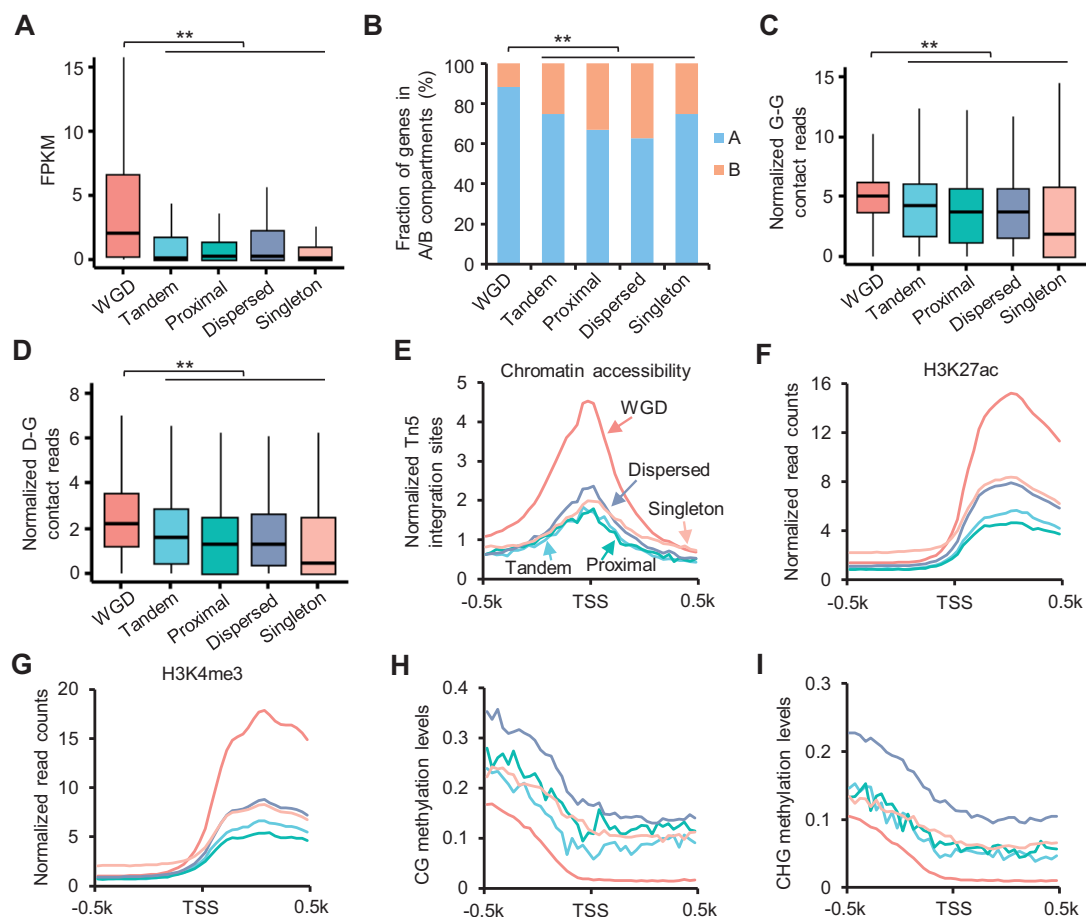 A
**
FPKM
15
10
5
0
WGD
Tandem
Proximal
Dispersed
Singleton
B
**
Fraction of genes in
A/B compartments (%)
100
80
60
40
20
0
A
B
WGD
Tandem
Proximal
Dispersed
Singleton
C
**
Normalized G-G
contact reads
15
10
5
0
WGD
Tandem
Proximal
Dispersed
Singleton
D
**
Normalized D-G
contact reads
8
6
4
2
0
WGD
Tandem
Proximal
Dispersed
Singleton
E
Chromatin accessibility
Normalized Tn5
integration sites
5
4
3
2
1
0
WGD
Dispersed
Singleton
Tandem
Proximal
-0.5k
TSS
0.5k
F
H3K27ac
Normalized read counts
16
12
8
4
0
-0.5k
TSS
0.5k
G
H3K4me3
Normalized read counts
20
15
10
5
0
-0.5k
TSS
0.5k
H
CG methylation levels
0.4
0.3
0.2
0.1
0
-0.5k
TSS
0.5k
I
CHG methylation levels
0.3
0.2
0.1
0
-0.5k
TSS
0.5k